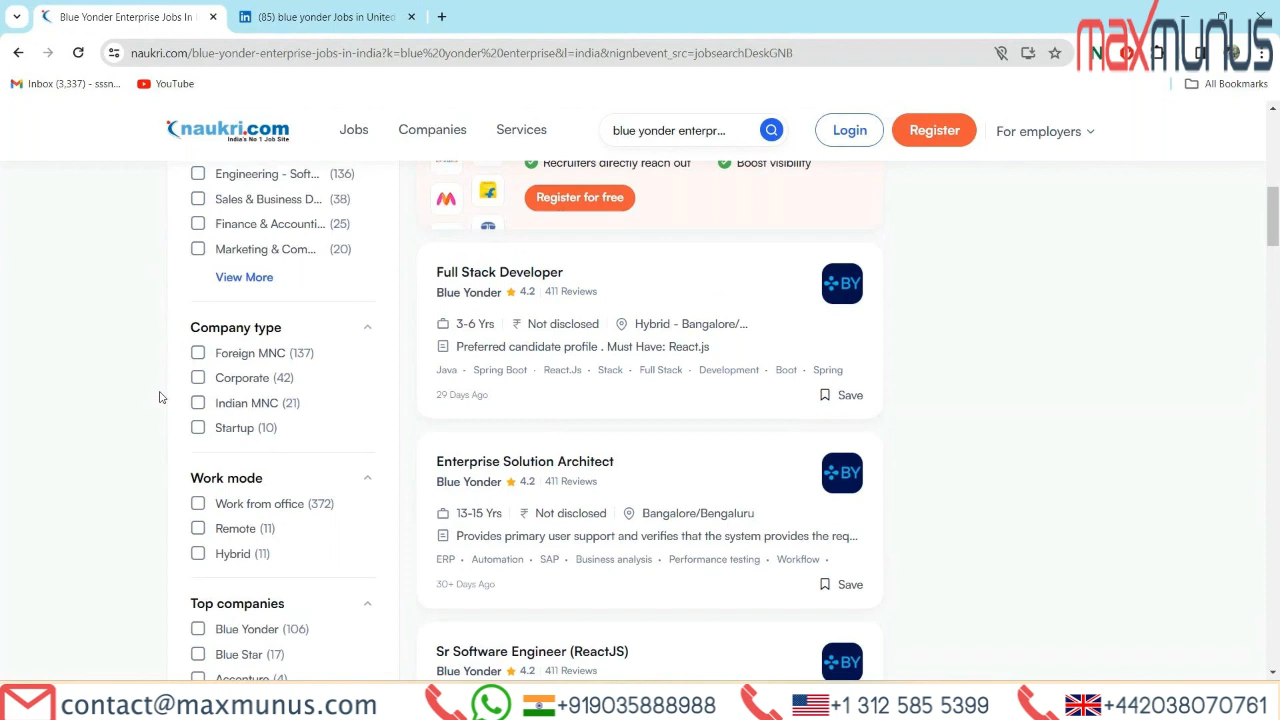 Blue Yonder Enterprise Jobs In I
(85) blue yonder Jobs in United
maxmunus
naukri.com/blue-yonder-enterprise-jobs-in-india?k=blue%20yonder%20enterprise&l=india&nignbevent_src=jobsearchDeskGNB
Inbox (3,337) - sssn...
YouTube
All Bookmarks
naukri.com
India's No 1 Job Site
Jobs
Companies
Services
blue yonder enterpr...
Login
Register
For employers
Recruiters directly reach out
Boost visibility
Register for free
Engineering - Soft... (136)
Sales & Business D... (38)
Finance & Accounti... (25)
Marketing & Com... (20)
View More
Company type
Foreign MNC (137)
Corporate (42)
Indian MNC (21)
Startup (10)
Work mode
Work from office (372)
Remote (11)
Hybrid (11)
Top companies
Blue Yonder (106)
Blue Star (17)
Accenture (4)
Full Stack Developer
Blue Yonder 4.2 411 Reviews
BY
3-6 Yrs Not disclosed Hybrid - Bangalore/...
Preferred candidate profile . Must Have: React.js
Java · Spring Boot · React.Js · Stack · Full Stack · Development · Boot · Spring
29 Days Ago
Save
Enterprise Solution Architect
Blue Yonder 4.2 411 Reviews
BY
13-15 Yrs Not disclosed Bangalore/Bengaluru
Provides primary user support and verifies that the system provides the req...
ERP · Automation · SAP · Business analysis · Performance testing · Workflow ·
30+ Days Ago
Save
Sr Software Engineer (ReactJS)
Blue Yonder 4.2 411 Reviews
BY
contact@maxmunus.com
+919035888988
+1 312 585 5399
+442038070761